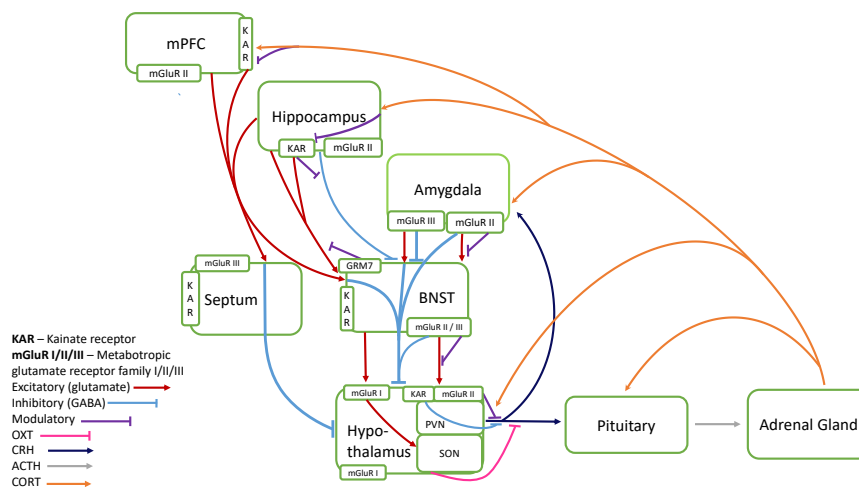 mPFC
K
A
R
mGluR II
Hippocampus
KAR
mGluR II
Amygdala
mGluR III
mGluR II
mGluR III
K
A
R
Septum
GRM7
K
A
R
BNST
mGluR II / III
mGluR I
KAR
mGluR II
Hypo-
thalamus
PVN
SON
mGluR I
Pituitary
Adrenal Gland
KAR – Kainate receptor
mGluR I/II/III – Metabotropic
glutamate receptor family I/II/III
Excitatory (glutamate)
Inhibitory (GABA)
Modulatory
OXT
CRH
ACTH
CORT